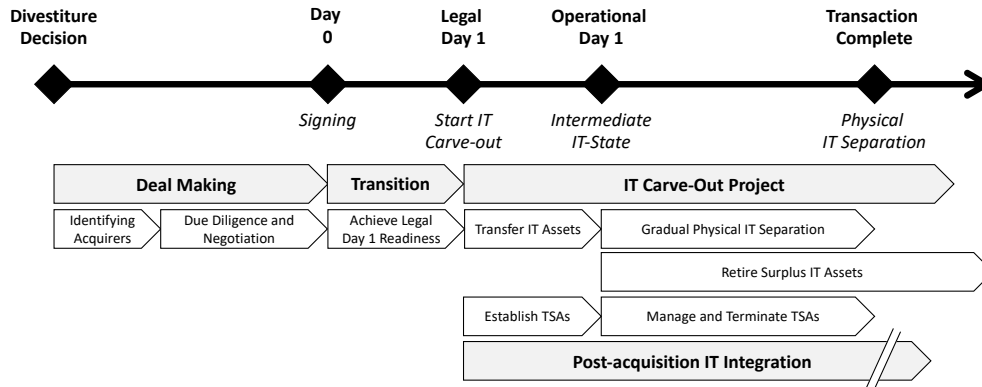 Divestiture
Decision
Day
0
Legal
Day 1
Operational
Day 1
Transaction
Complete
Signing
Start IT
Carve-out
Intermediate
IT-State
Physical
IT Separation
Deal Making
Transition
IT Carve-Out Project
Identifying
Acquirers
Due Diligence and
Negotiation
Achieve Legal
Day 1 Readiness
Transfer IT Assets
Gradual Physical IT Separation
Retire Surplus IT Assets
Establish TSAs
Manage and Terminate TSAs
Post-acquisition IT Integration